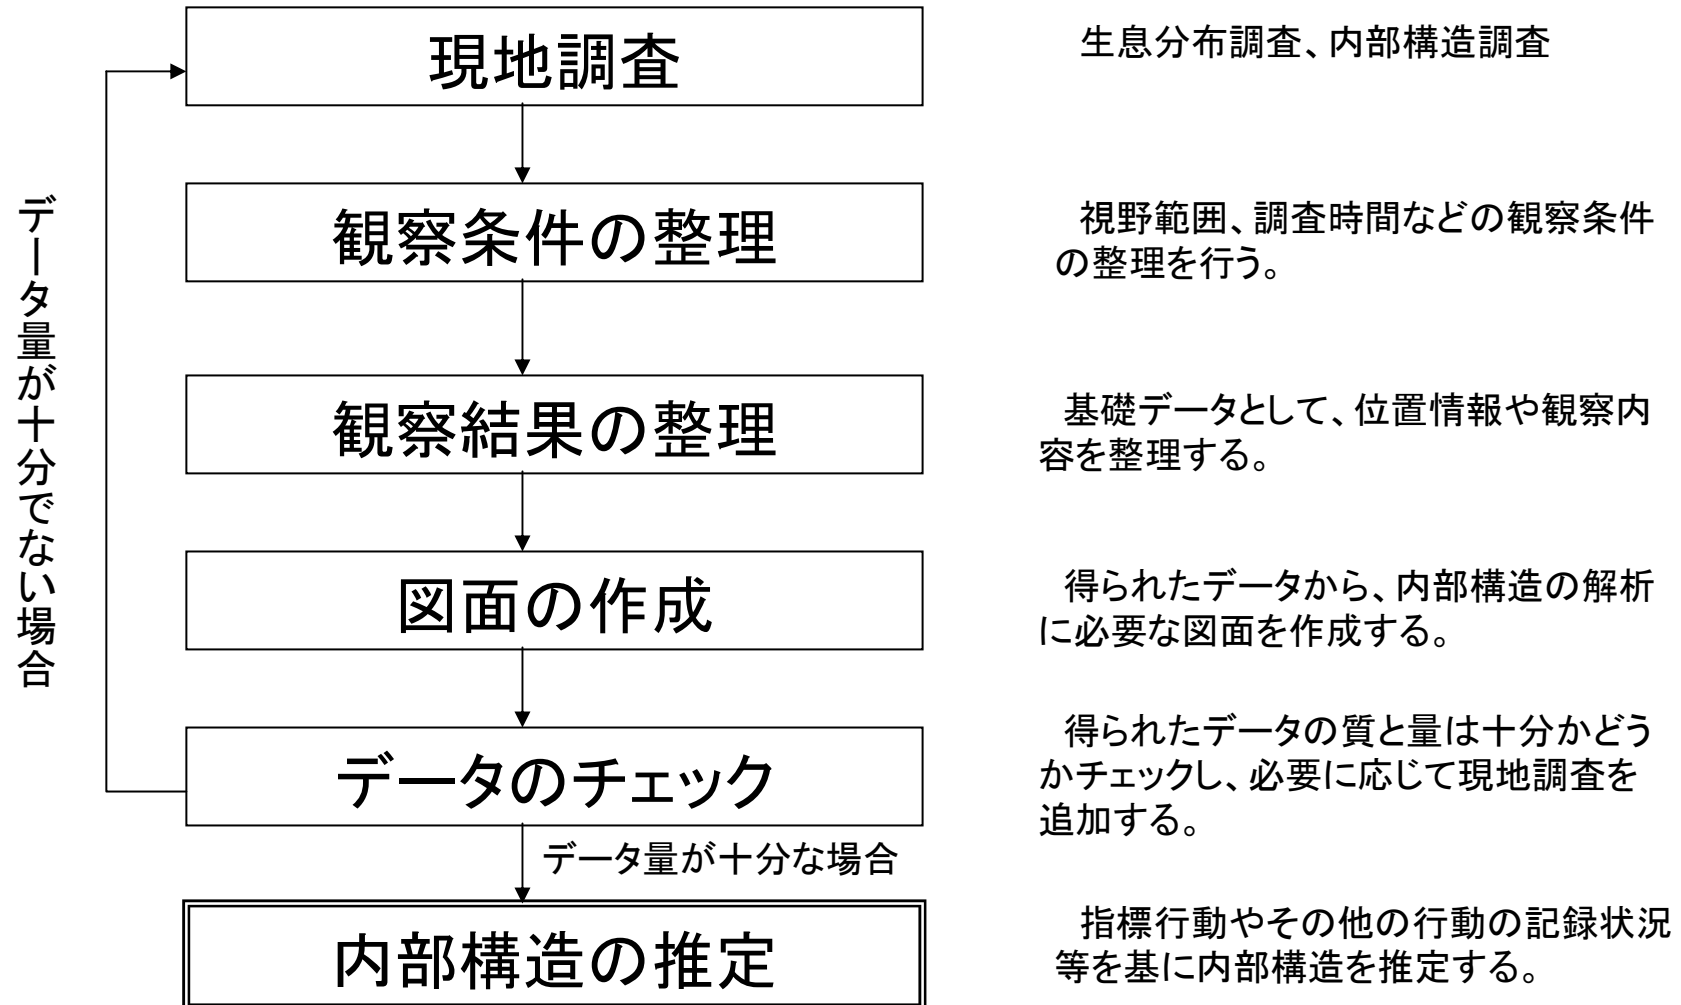 現地調査
生息分布調査、内部構造調査
観察条件の整理
視野範囲、調査時間などの観察条件
の整理を行う。
観察結果の整理
基礎データとして、位置情報や観察内
容を整理する。
図面の作成
得られたデータから、内部構造の解析
に必要な図面を作成する。
データのチェック
得られたデータの質と量は十分かどう
かチェックし、必要に応じて現地調査を
追加する。
データ量が十分でない場合
データ量が十分な場合
内部構造の推定
指標行動やその他の行動の記録状況
等を基に内部構造を推定する。